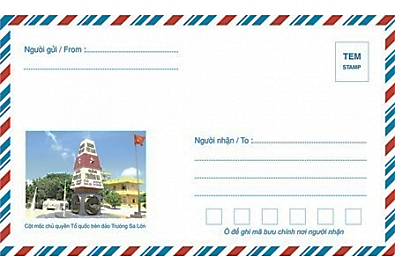 Người gửi / From :
TEM
STAMP
Người nhận / To :
Cột mốc chủ quyền Tổ quốc trên đảo Trường Sa Lớn
Ô để ghi mã bưu chính nơi người nhận